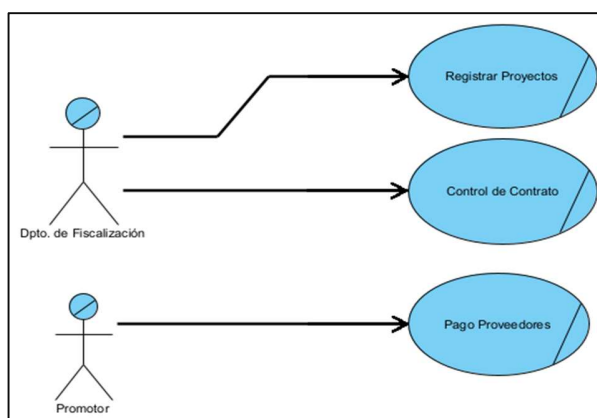 Registrar Proyectos
Control de Contrato
Dpto. de Fiscalización
Pago Proveedores
Promotor